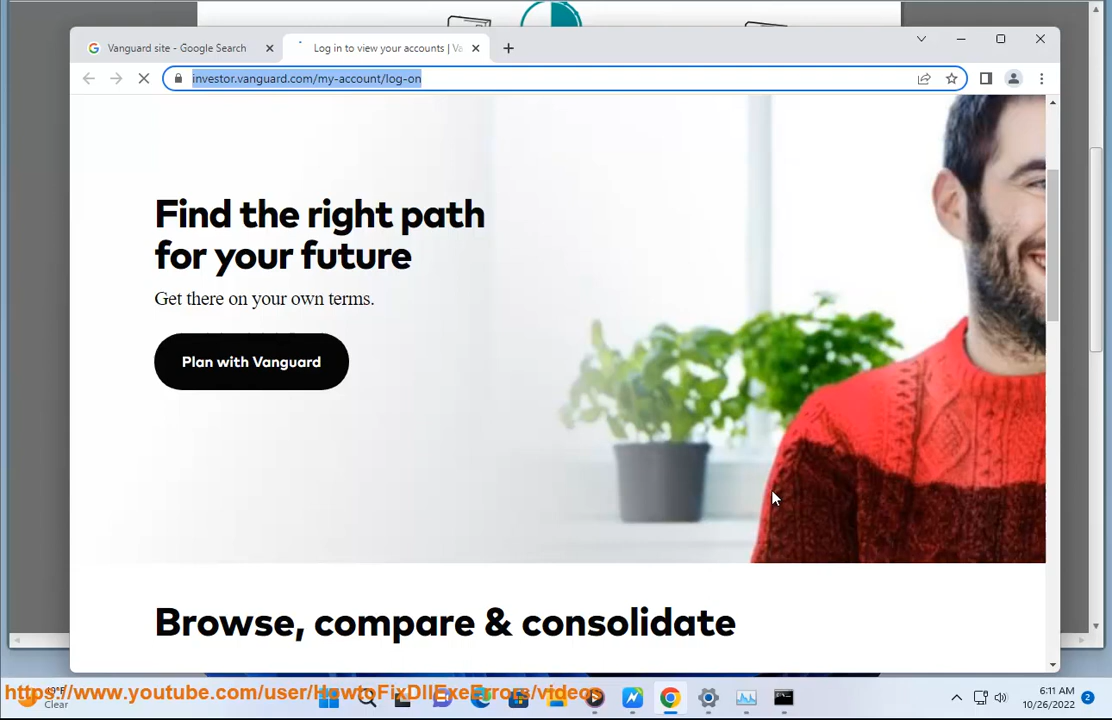 Vanguard site - Google Search
Log in to view your accounts | Va
investor.vanguard.com/my-account/log-on
Find the right path
for your future
Get there on your own terms.
Plan with Vanguard
Browse, compare & consolidate
https://www.youtube.com/user/HowtoFixDllExeErrors/videos
Clear
6:11 AM
10/26/2022
2